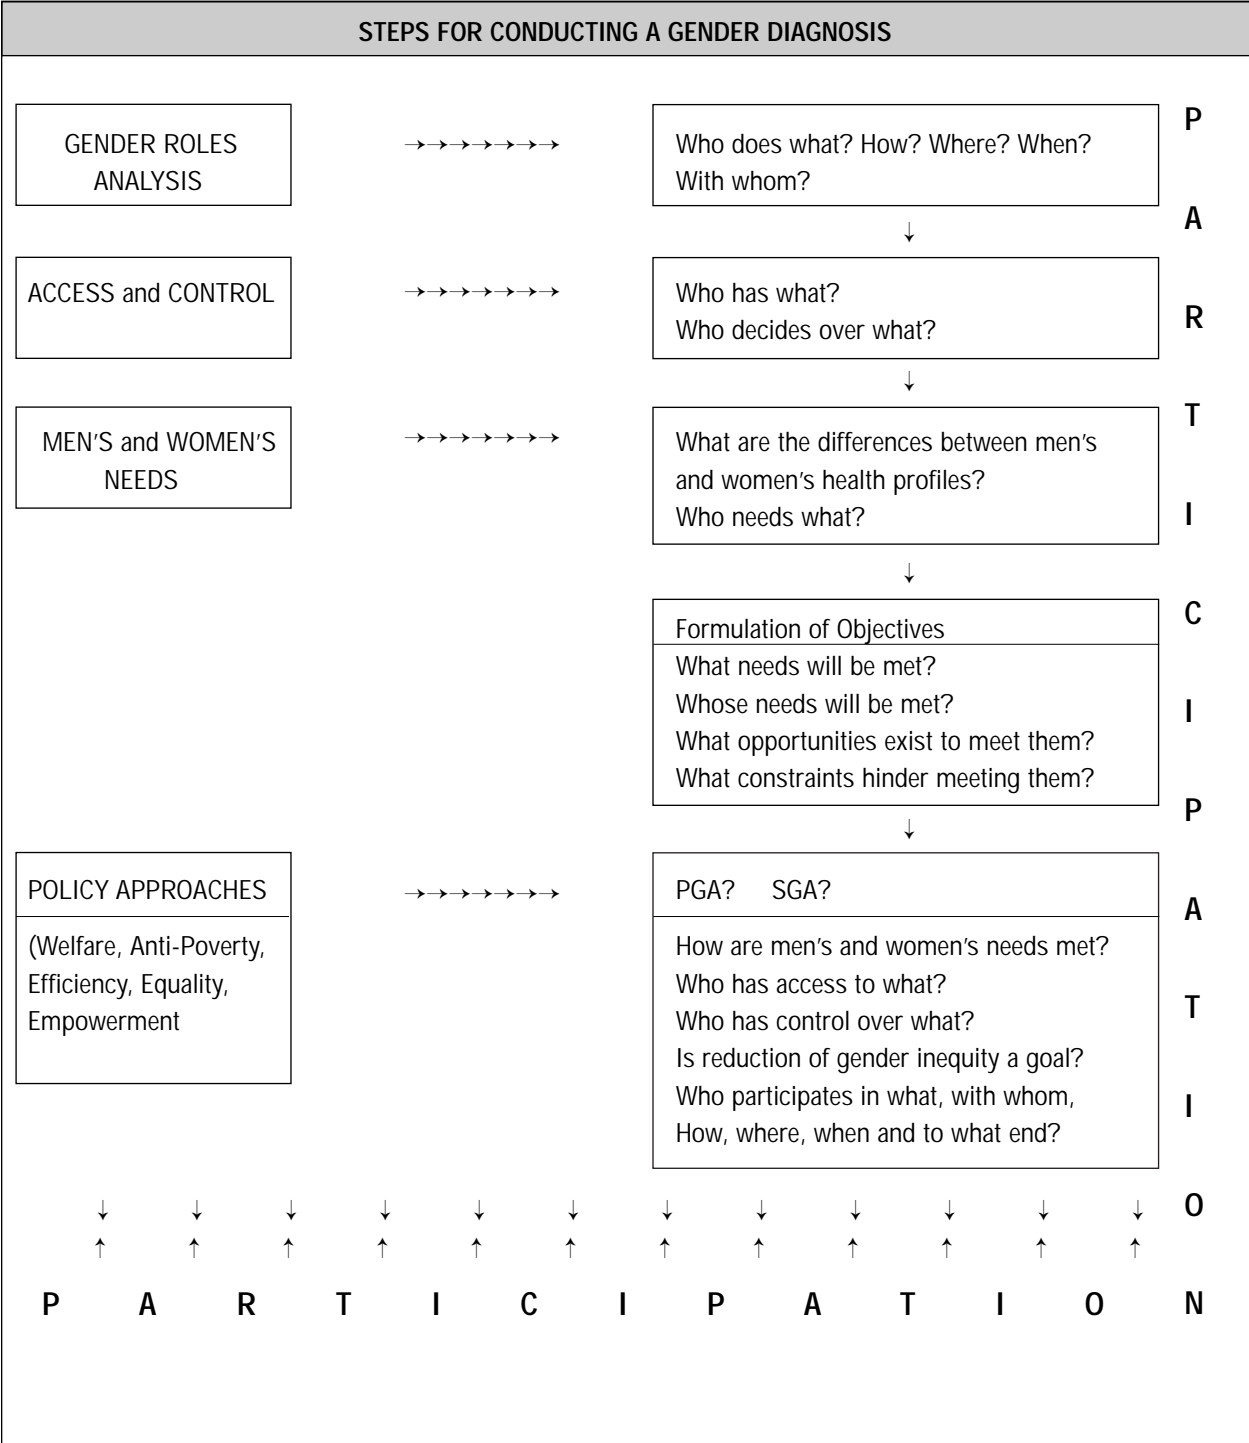 STEPS FOR CONDUCTING A GENDER DIAGNOSIS
GENDER ROLES
ANALYSIS
→→→→→→→
Who does what? How? Where? When?
With whom?
↓
ACCESS and CONTROL
→→→→→→→
Who has what?
Who decides over what?
↓
MEN'S and WOMEN'S
NEEDS
→→→→→→→
What are the differences between men's
and women's health profiles?
Who needs what?
↓
Formulation of Objectives
What needs will be met?
Whose needs will be met?
What opportunities exist to meet them?
What constraints hinder meeting them?
↓
POLICY APPROACHES
(Welfare, Anti-Poverty,
Efficiency, Equality,
Empowerment
→→→→→→→
PGA? SGA?
How are men's and women's needs met?
Who has access to what?
Who has control over what?
Is reduction of gender inequity a goal?
Who participates in what, with whom,
How, where, when and to what end?
↓ ↓ ↓ ↓ ↓ ↓ ↓ ↓ ↓ ↓ ↓ ↓
↑ ↑ ↑ ↑ ↑ ↑ ↑ ↑ ↑ ↑ ↑ ↑
P A R T I C I P A T I O N
P
A
R
T
I
C
I
P
A
T
I
O